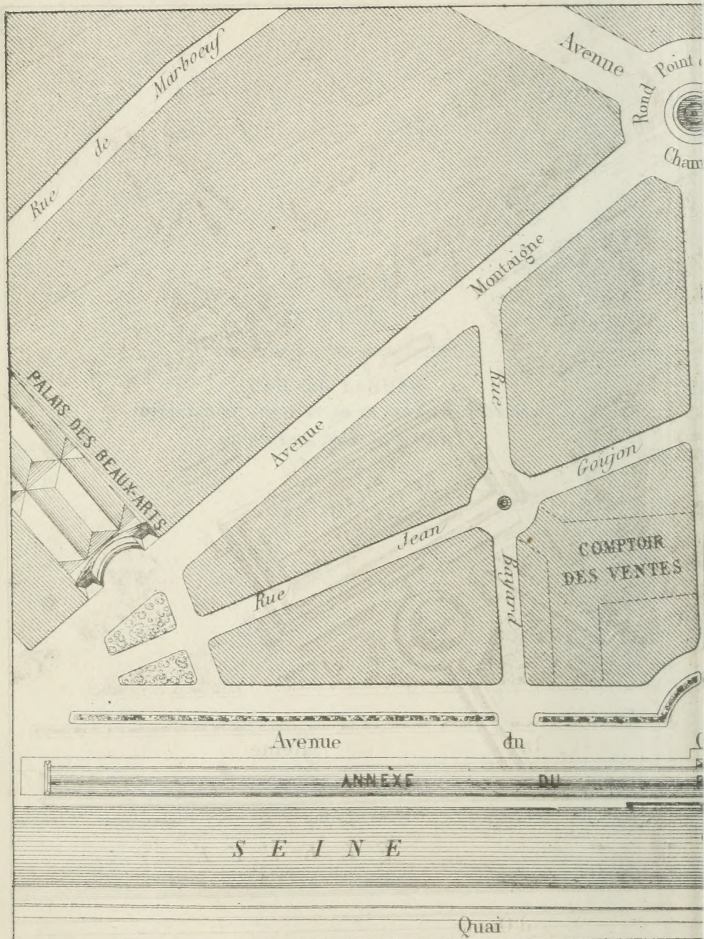 Rue de Marboeuf
Avenue
Rond Point
Cham
Avenue Montaigne
PALAIS DES BEAUX-ARTS
Rue Bayard
Rue Jean Goujon
COMPTOIR
DES VENTES
Avenue du
ANNEXE DU
SEINE
Quai